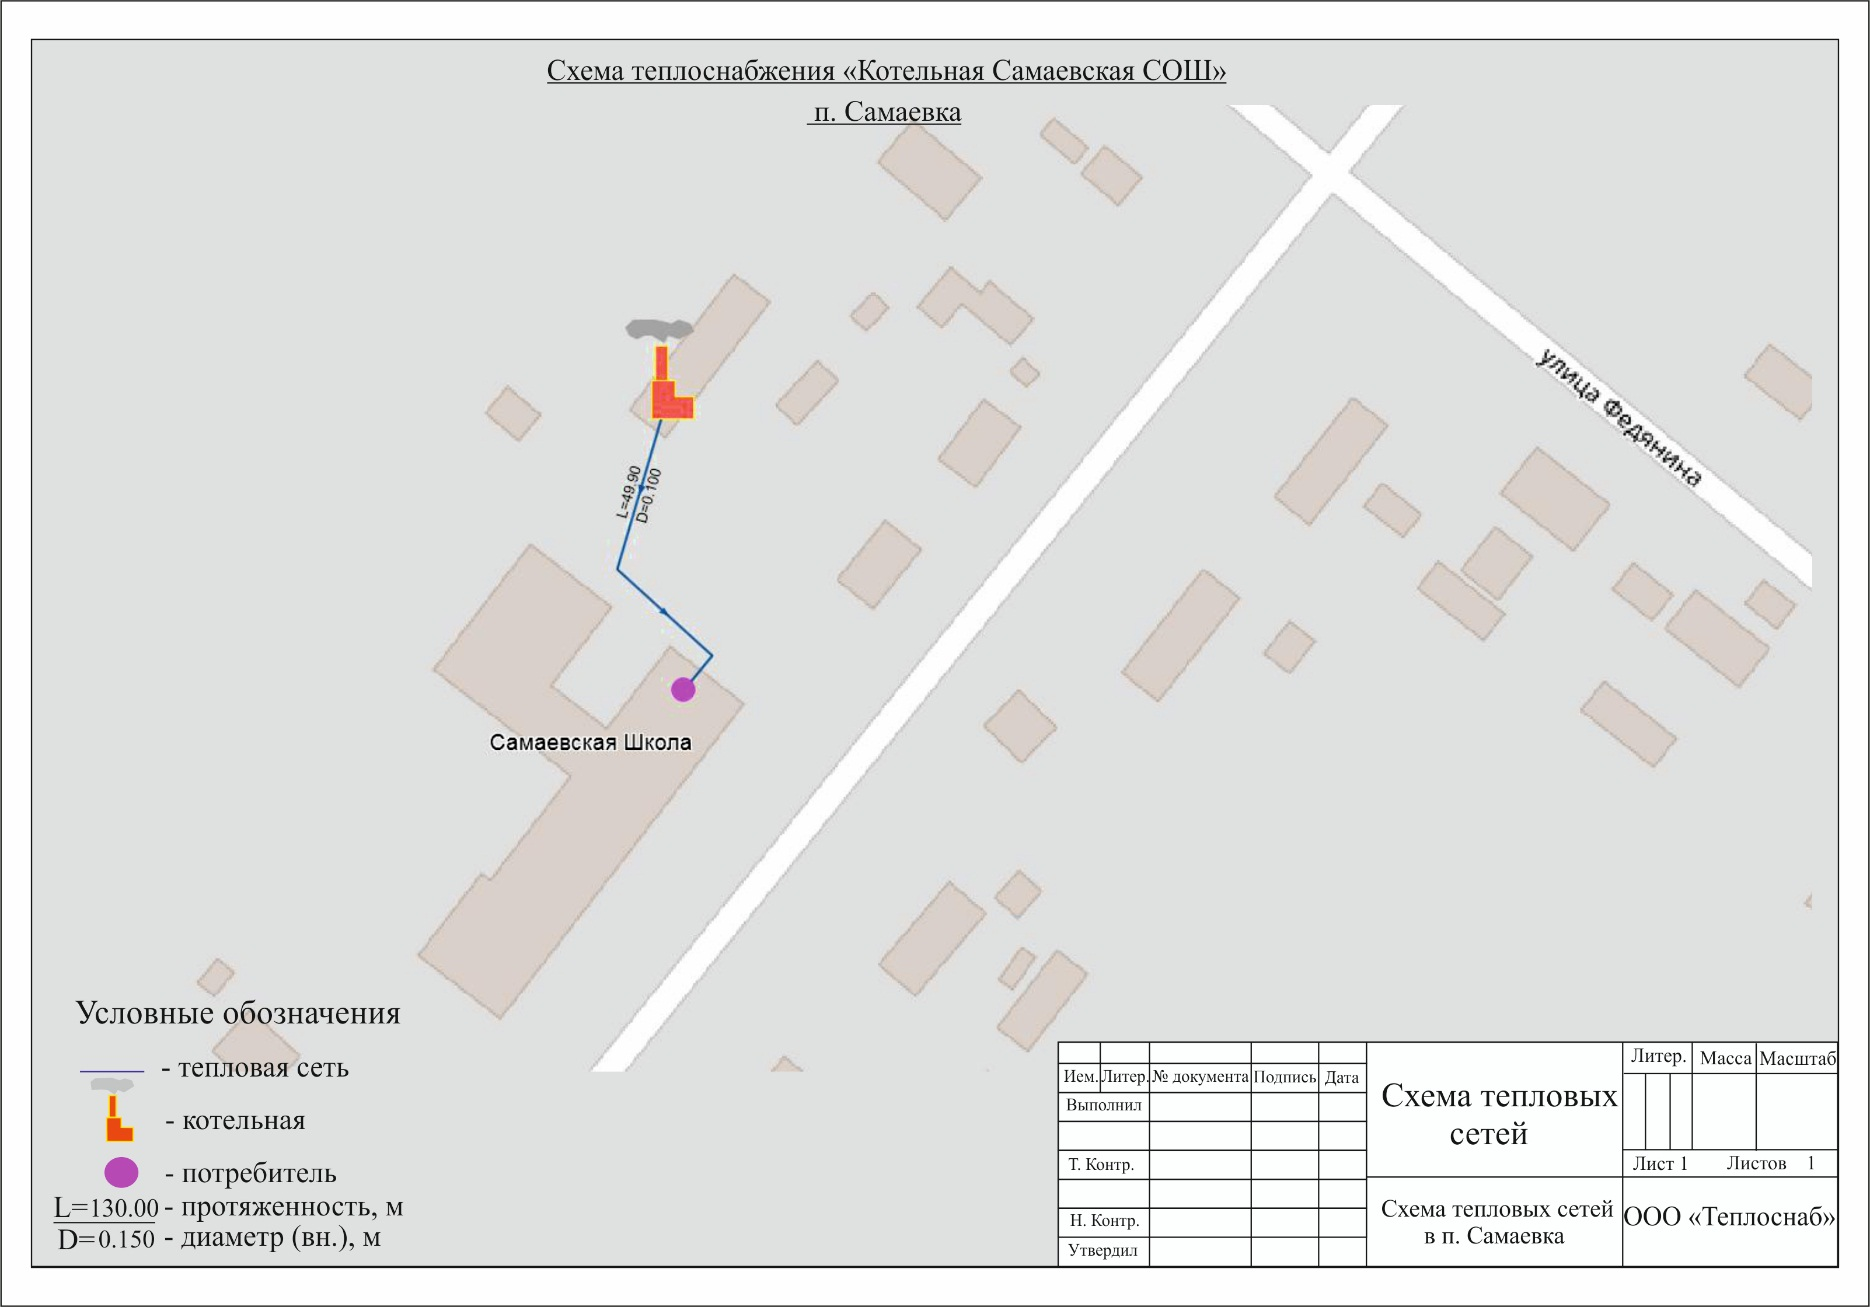 Схема теплоснабжения «Котельная Самаевская СОШ»
п. Самаевка
улица Федянина
L=49.90
D=0.100
Самаевская Школа
Условные обозначения
- тепловая сеть
- котельная
- потребитель
L=130.00 - протяженность, м
D=0.150 - диаметр (вн.), м
Ием. Литер. № документа Подпись Дата
Выполнил
Т. Контр.
Н. Контр.
Утвердил
Схема тепловых
сетей
Схема тепловых сетей
в п. Самаевка
Литер. Масса Масштаб
Лист 1 Листов 1
ООО «Теплоснаб»